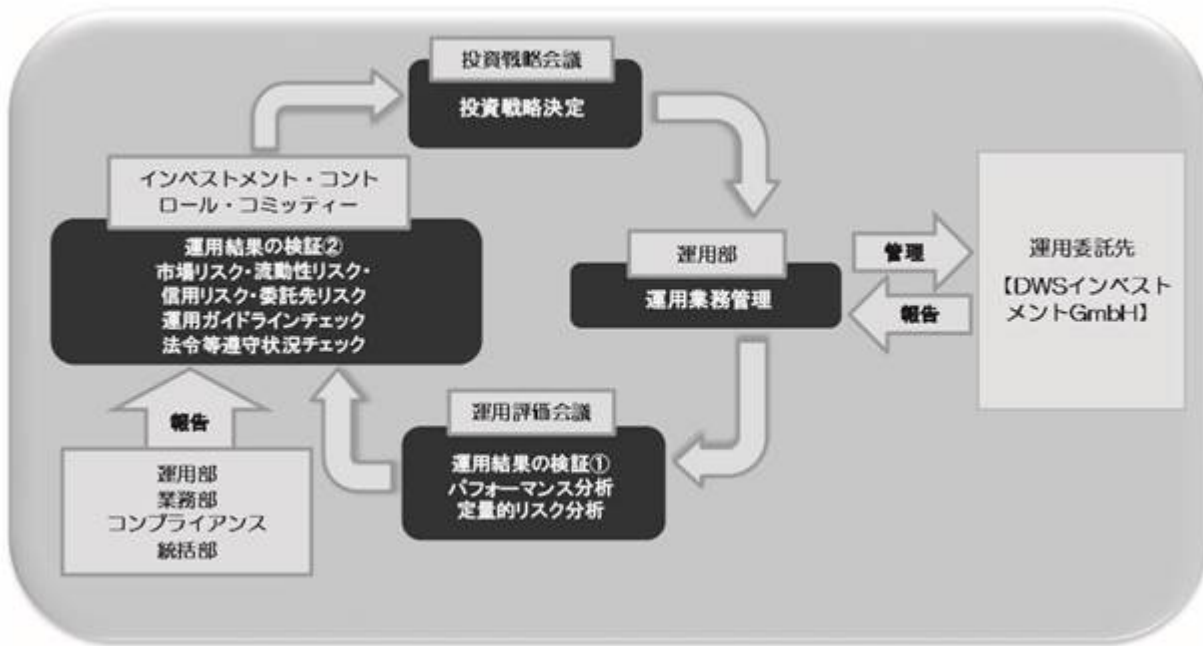 投資戦略会議
投資戦略決定
インベストメント・コント
ロール・コミッティー
運用結果の検証②
市場リスク・流動性リスク・
信用リスク・委託先リスク
運用ガイドラインチェック
法令等遵守状況チェック
運用部
運用業務管理
管理
報告
運用委託先
【DWSインベスト
メントGmbH】
運用評価会議
運用結果の検証①
パフォーマンス分析
定量的リスク分析
報告
運用部
業務部
コンプライアンス
統括部